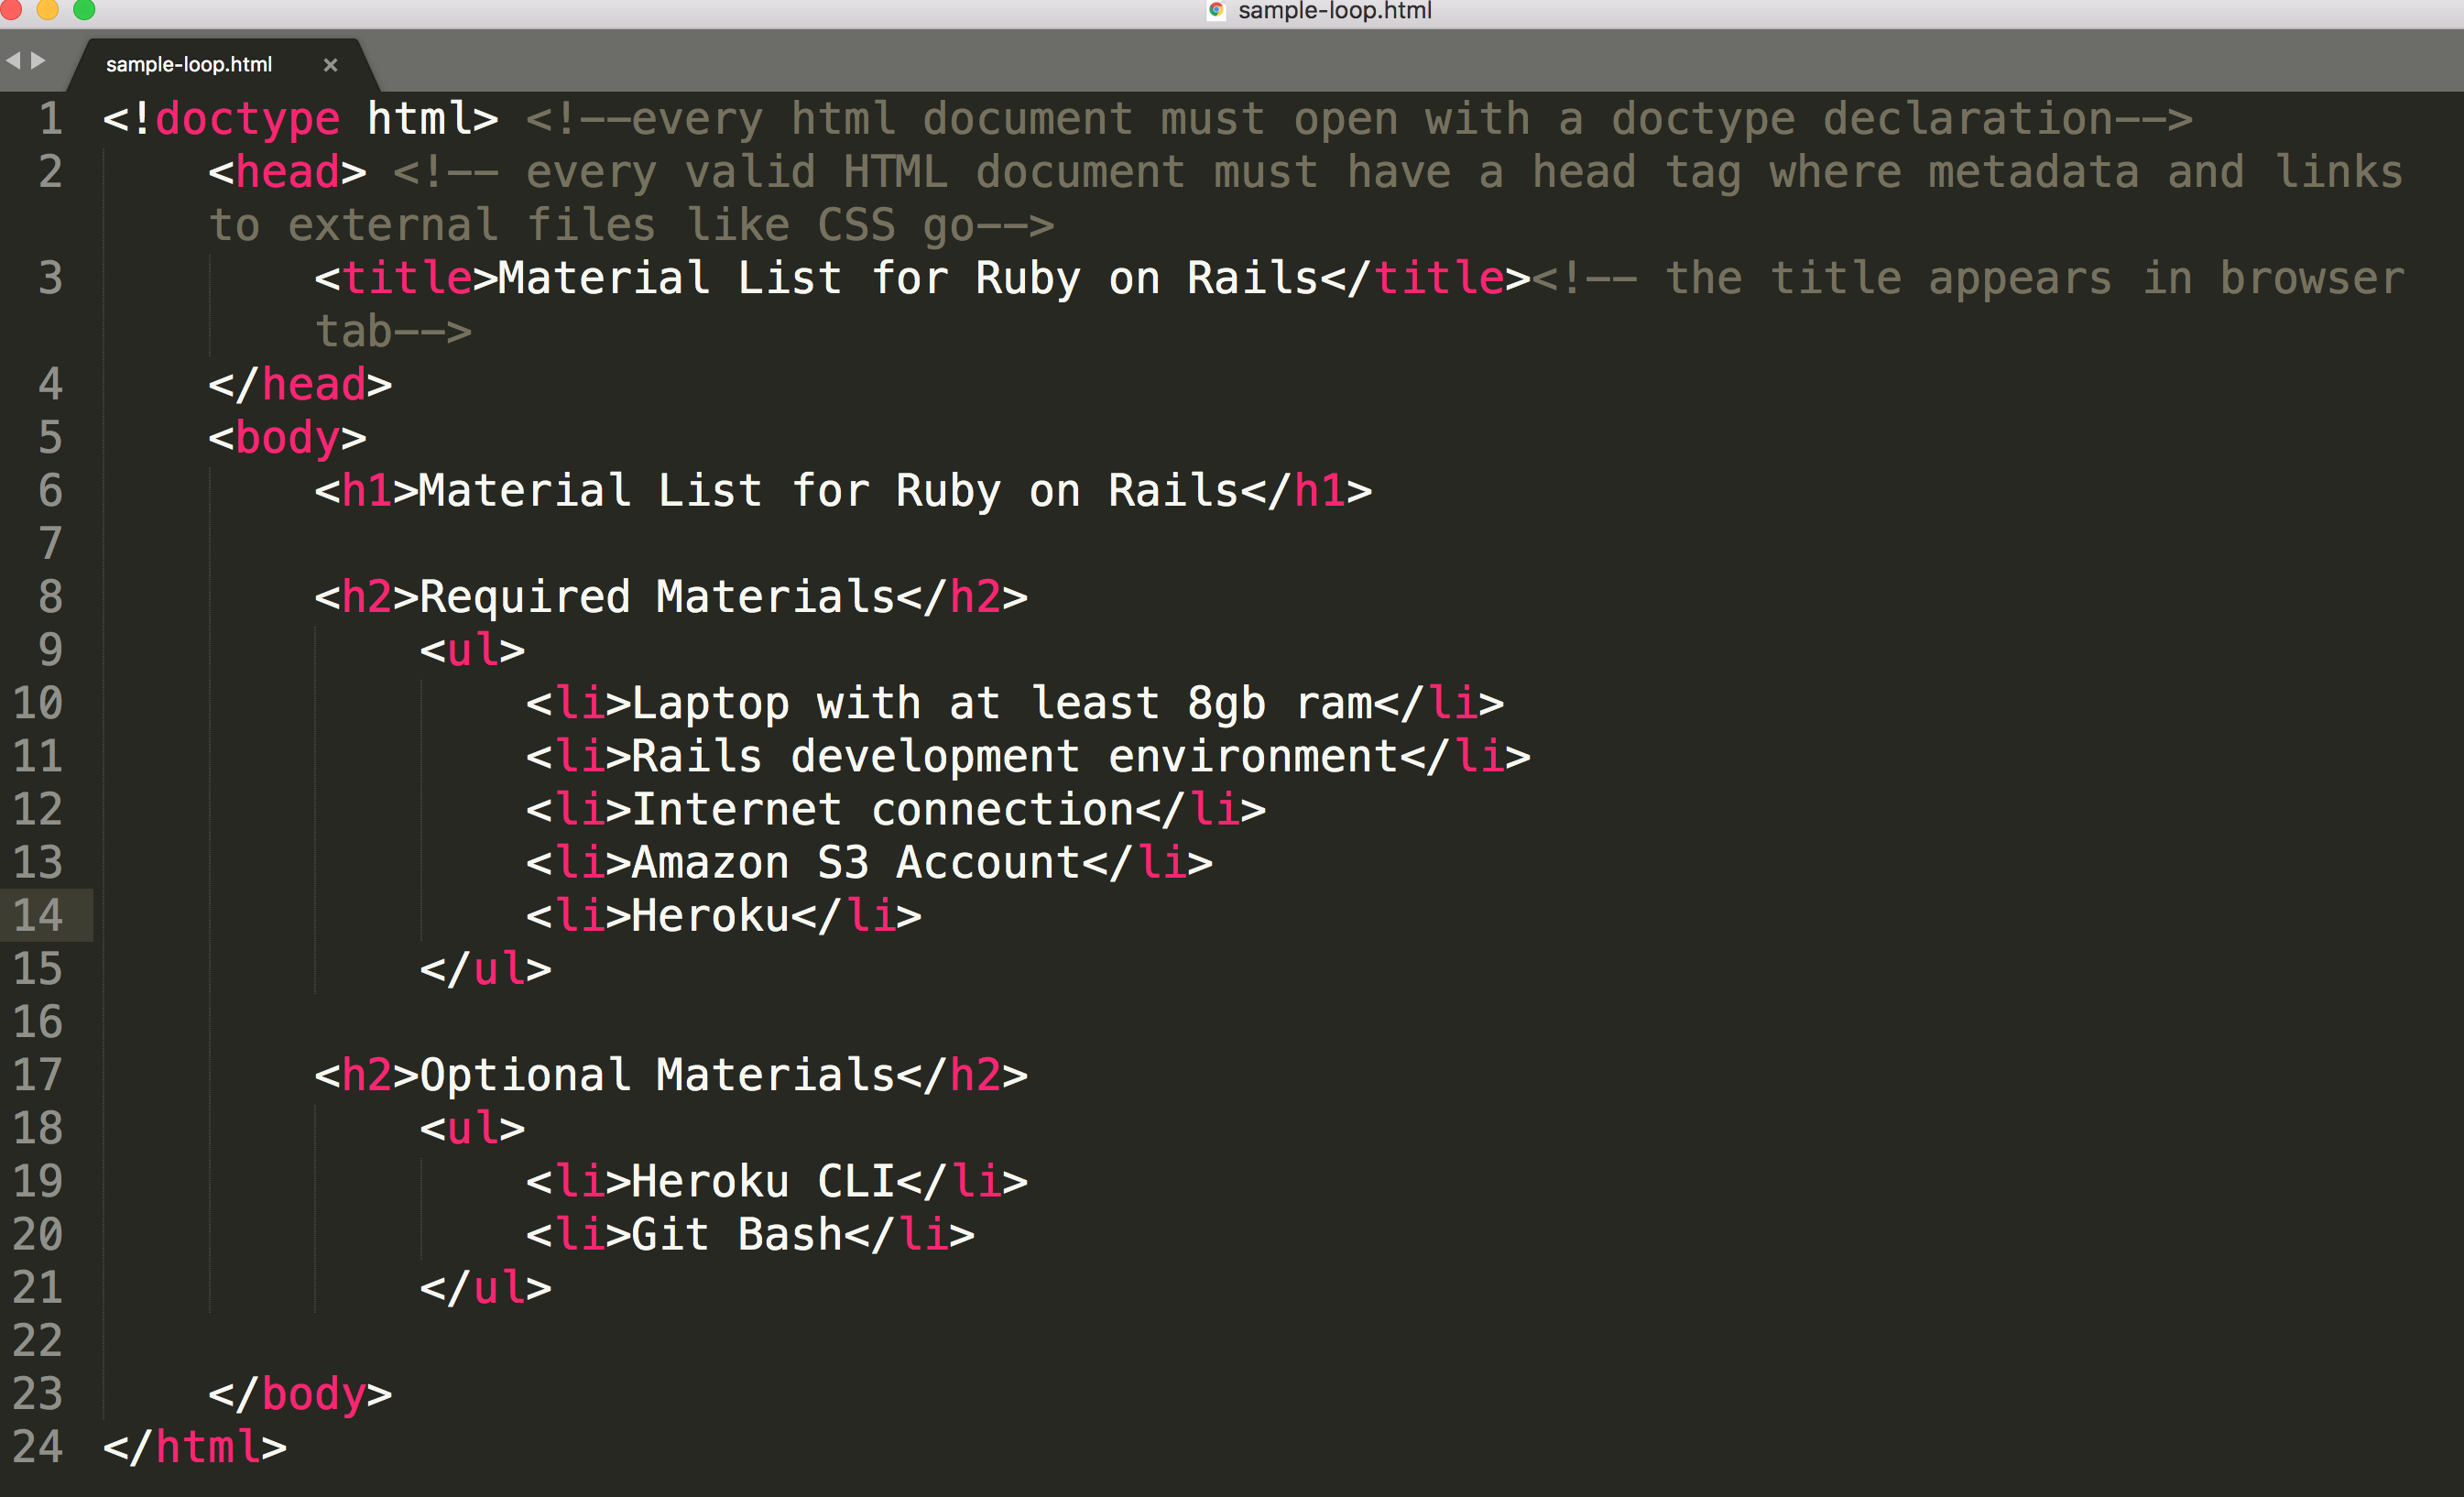 sample-loop.html
sample-loop.html ×
1 <!doctype html> <!--every html document must open with a doctype declaration-->
2 <head> <!-- every valid HTML document must have a head tag where metadata and links
to external files like CSS go-->
3 <title>Material List for Ruby on Rails</title><!-- the title appears in browser
tab-->
4 </head>
5 <body>
6 <h1>Material List for Ruby on Rails</h1>
7
8 <h2>Required Materials</h2>
9 <ul>
10 <li>Laptop with at least 8gb ram</li>
11 <li>Rails development environment</li>
12 <li>Internet connection</li>
13 <li>Amazon S3 Account</li>
14 <li>Heroku</li>
15 </ul>
16
17 <h2>Optional Materials</h2>
18 <ul>
19 <li>Heroku CLI</li>
20 <li>Git Bash</li>
21 </ul>
22
23 </body>
24 </html>